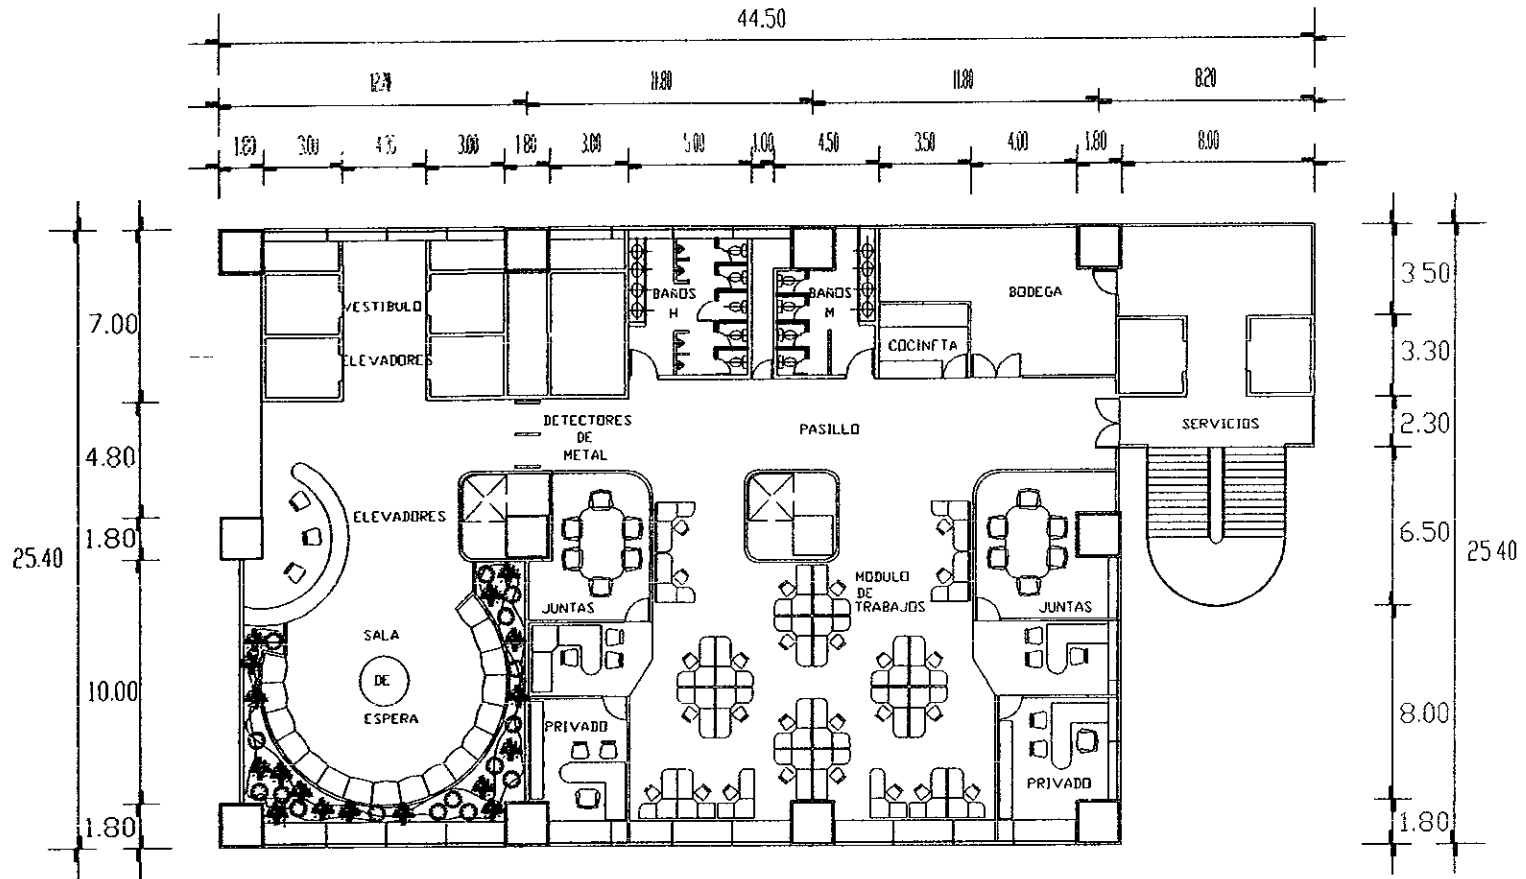 44.50
11.80
11.80
8.20
1.80
3.00
3.00
1.80
3.00
5.00
1.00
4.50
3.50
4.00
1.80
8.00
7.00
4.80
1.80
25.40
10.00
1.80
VESTIBULO
ELEVADORES
BAÑOS
H
BAÑOS
M
BODEGA
COCINETA
DETECTORES
DE
METAL
PASILLO
SERVICIOS
ELEVADORES
JUNTAS
MODULO
DE
TRABAJOS
JUNTAS
SALA
DE
ESPERA
PRIVADO
PRIVADO
3 50
3.30
2.30
6.50
25 40
8.00
1.80